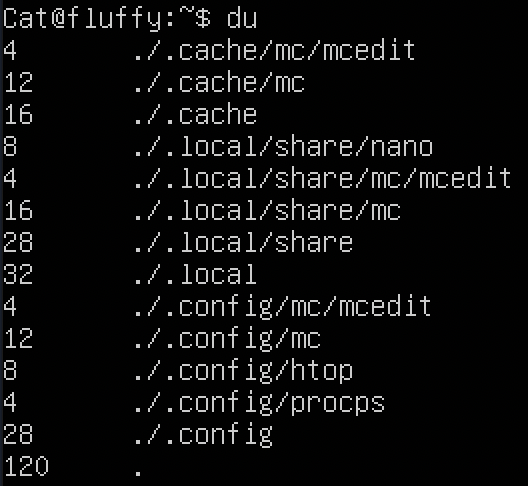 Cat@fluffy:~$ du
4 ./.cache/mc/mcedit
12 ./.cache/mc
16 ./.cache
8 ./.local/share/nano
4 ./.local/share/mc/mcedit
16 ./.local/share/mc
28 ./.local/share
32 ./.local
4 ./.config/mc/mcedit
12 ./.config/mc
8 ./.config/htop
4 ./.config/procps
28 ./.config
120 .